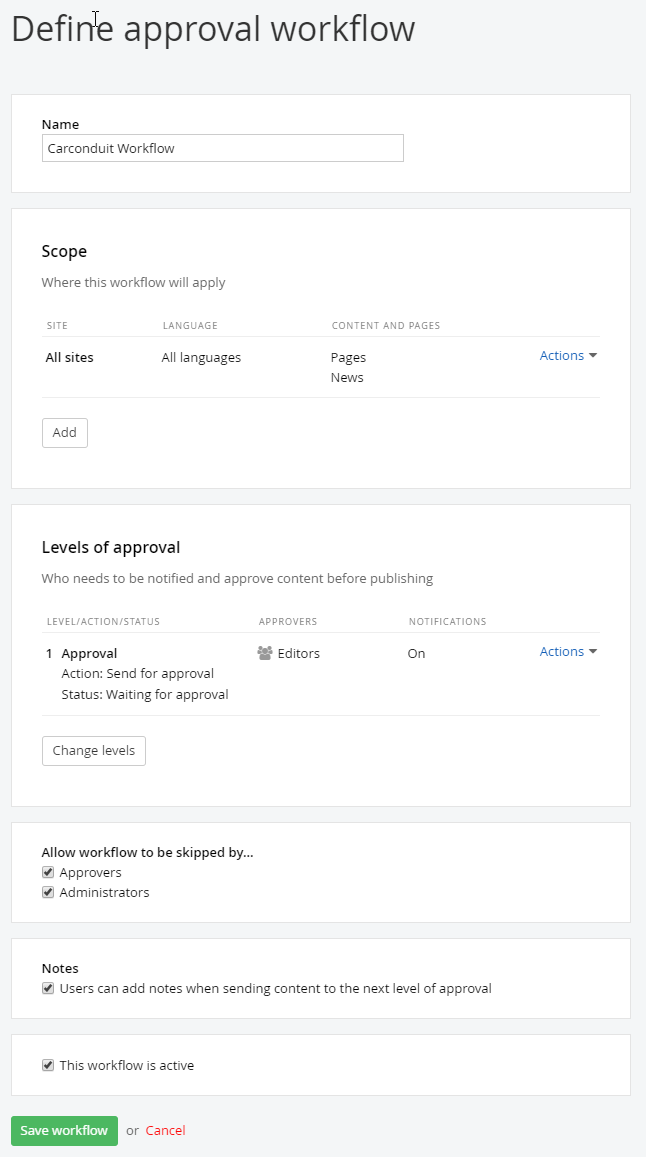 Define approval workflow
Name
Carconduit Workflow
Scope
Where this workflow will apply
SITE LANGUAGE CONTENT AND PAGES
All sites All languages Pages Actions
News
Add
Levels of approval
Who needs to be notified and approve content before publishing
LEVEL/ACTION/STATUS APPROVERS NOTIFICATIONS
1 Approval Editors On Actions
Action: Send for approval
Status: Waiting for approval
Change levels
Allow workflow to be skipped by...
Approvers
Administrators
Notes
Users can add notes when sending content to the next level of approval
This workflow is active
Save workflow or Cancel